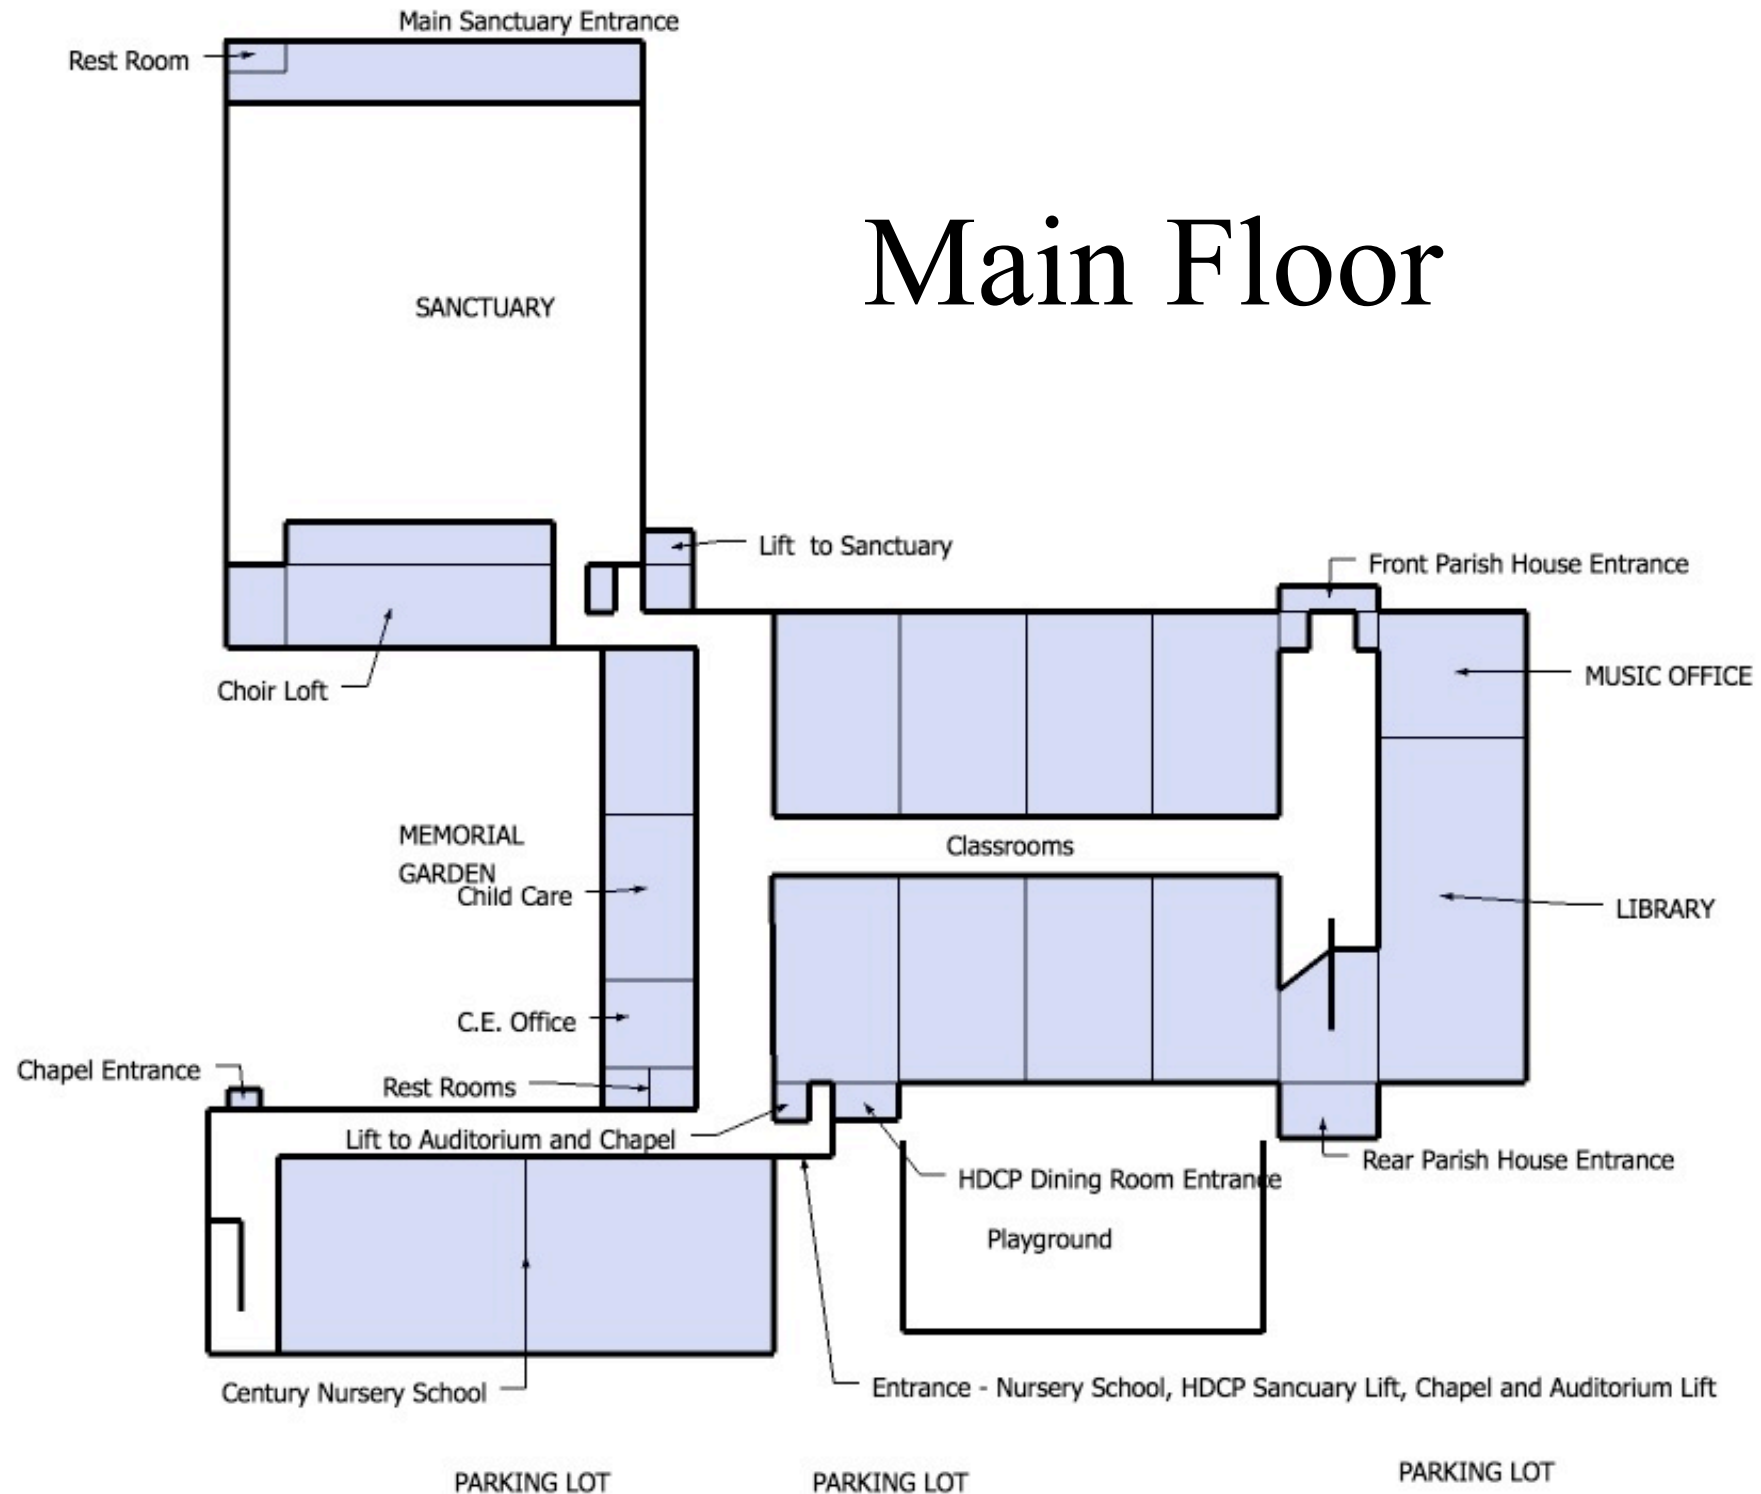 Main Sanctuary Entrance
Rest Room
Main Floor
SANCTUARY
Lift to Sanctuary
Front Parish House Entrance
MUSIC OFFICE
Choir Loft
MEMORIAL
GARDEN
Classrooms
Child Care
LIBRARY
C.E. Office
Chapel Entrance
Rest Rooms
Lift to Auditorium and Chapel
Rear Parish House Entrance
HDCP Dining Room Entrance
Playground
Century Nursery School
Entrance - Nursery School, HDCP Sancuary Lift, Chapel and Auditorium Lift
PARKING LOT
PARKING LOT
PARKING LOT